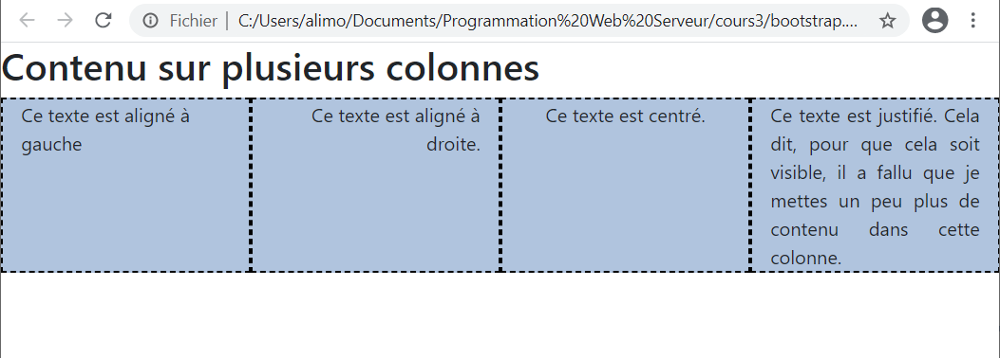 Fichier | C:/Users/alimo/Documents/Programmation%20Web%20Serveur/cours3/bootstrap....
Contenu sur plusieurs colonnes
Ce texte est aligné à
gauche
Ce texte est aligné à
droite.
Ce texte est centré.
Ce texte est justifié. Cela
dit, pour que cela soit
visible, il a fallu que je
mettes un peu plus de
contenu dans cette
colonne.